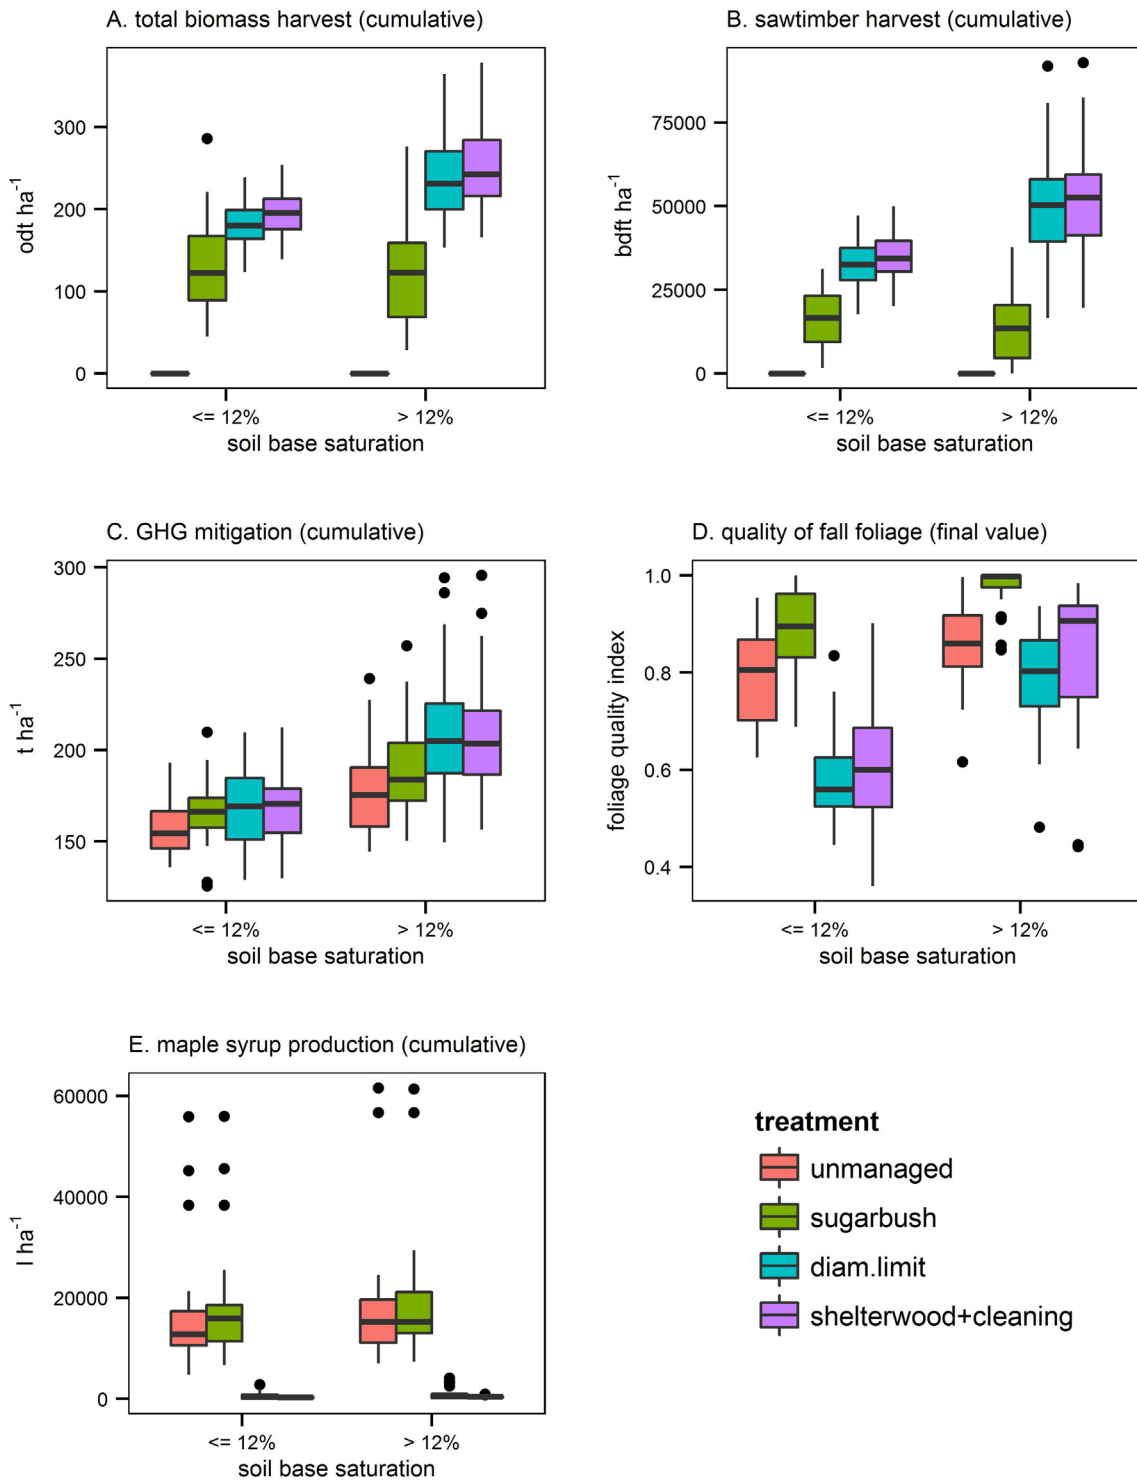 A. total biomass harvest (cumulative)
300
200
100
0
odt ha⁻¹
<= 12%
> 12%
soil base saturation
B. sawtimber harvest (cumulative)
75000
50000
25000
0
bdft ha⁻¹
<= 12%
> 12%
soil base saturation
C. GHG mitigation (cumulative)
300
250
200
150
t ha⁻¹
<= 12%
> 12%
soil base saturation
D. quality of fall foliage (final value)
1.0
0.8
0.6
0.4
foliage quality index
<= 12%
> 12%
soil base saturation
E. maple syrup production (cumulative)
60000
40000
20000
0
l ha⁻¹
<= 12%
> 12%
soil base saturation
treatment
unmanaged
sugarbush
diam.limit
shelterwood+cleaning